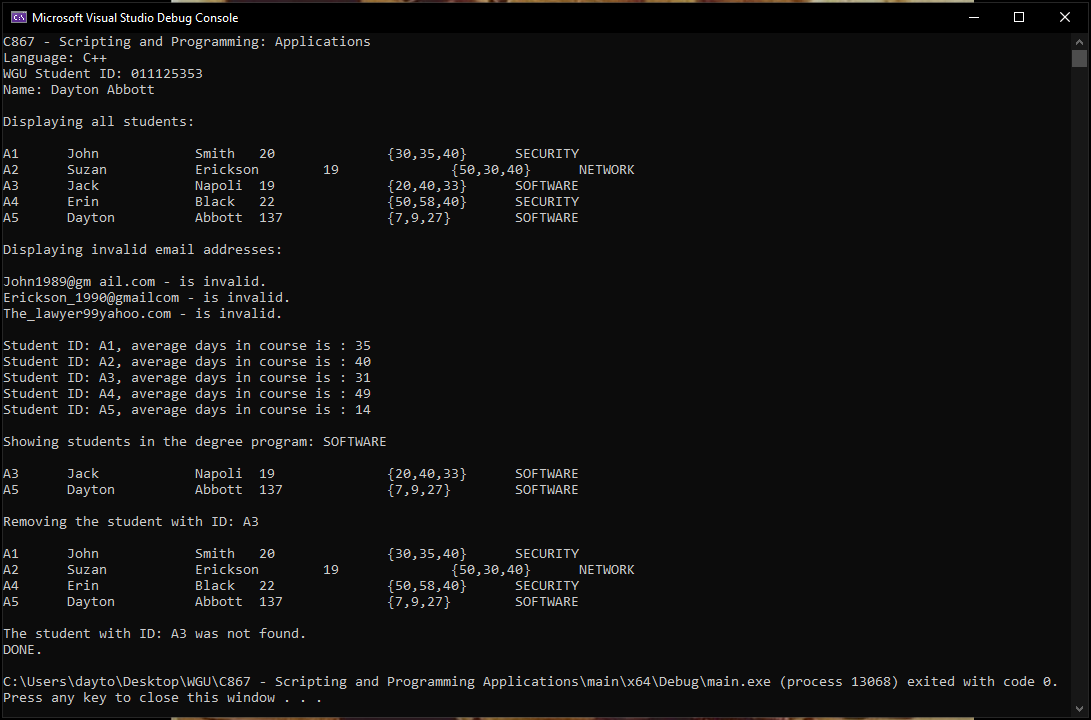 Microsoft Visual Studio Debug Console
C867 - Scripting and Programming: Applications
Language: C++
WGU Student ID: 011125353
Name: Dayton Abbott
Displaying all students:
A1 John Smith 20 {30,35,40} SECURITY
A2 Suzan Erickson 19 {50,30,40} NETWORK
A3 Jack Napoli 19 {20,40,33} SOFTWARE
A4 Erin Black 22 {50,58,40} SECURITY
A5 Dayton Abbott 137 {7,9,27} SOFTWARE
Displaying invalid email addresses:
John1989@gm ail.com - is invalid.
Erickson_1990@gmailcom - is invalid.
The_lawyer99yahoo.com - is invalid.
Student ID: A1, average days in course is : 35
Student ID: A2, average days in course is : 40
Student ID: A3, average days in course is : 31
Student ID: A4, average days in course is : 49
Student ID: A5, average days in course is : 14
Showing students in the degree program: SOFTWARE
A3 Jack Napoli 19 {20,40,33} SOFTWARE
A5 Dayton Abbott 137 {7,9,27} SOFTWARE
Removing the student with ID: A3
A1 John Smith 20 {30,35,40} SECURITY
A2 Suzan Erickson 19 {50,30,40} NETWORK
A4 Erin Black 22 {50,58,40} SECURITY
A5 Dayton Abbott 137 {7,9,27} SOFTWARE
The student with ID: A3 was not found.
DONE.
C:\Users\dayto\Desktop\WGU\C867 - Scripting and Programming Applications\main\x64\Debug\main.exe (process 13068) exited with code 0.
Press any key to close this window . . .